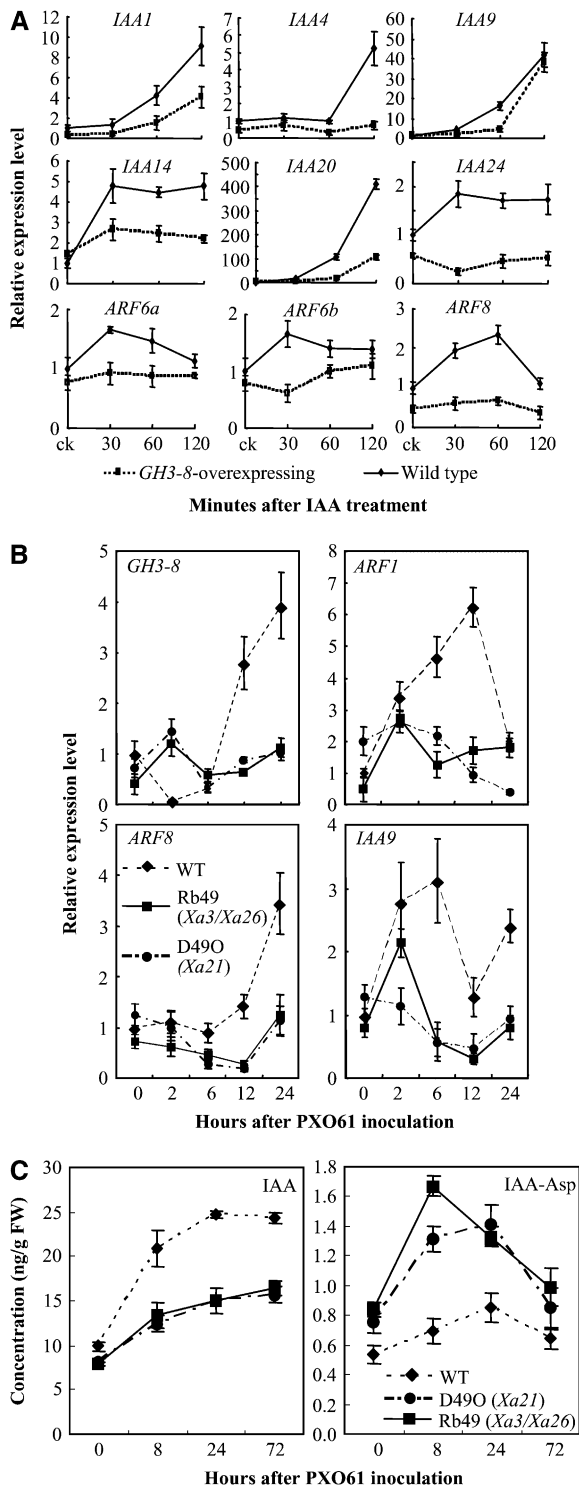 A
IAA1 IAA4 IAA9
12 10 8 6 4 2 0
7 6 5 4 3 2 1 0
60 50 40 30 20 10 0
IAA14 IAA20 IAA24
6 5 4 3 2 1 0
500 400 300 200 100 0
2 1 0
Relative expression level
ARF6a ARF6b ARF8
2 1 0
2 1 0
3 2 1 0
ck 30 60 120 ck 30 60 120 ck 30 60 120
GH3-8-overexpressing Wild type
Minutes after IAA treatment
B
GH3-8 ARF1
5 4 3 2 1 0
8 7 6 5 4 3 2 1 0
Relative expression level
ARF8 IAA9
5 4 3 2 1 0
4 3 2 1 0
WT
Rb49
(Xa3/Xa26)
D49O
(Xa21)
0 2 6 12 24 0 2 6 12 24
Hours after PXO61 inoculation
C
IAA IAA-Asp
Concentration (ng/g FW)
30 25 20 15 10 5 0
1.8 1.6 1.4 1.2 1.0 0.8 0.6 0.4 0.2 0.0
WT
D49O (Xa21)
Rb49 (Xa3/Xa26)
0 8 24 72 0 8 24 72
Hours after PXO61 inoculation